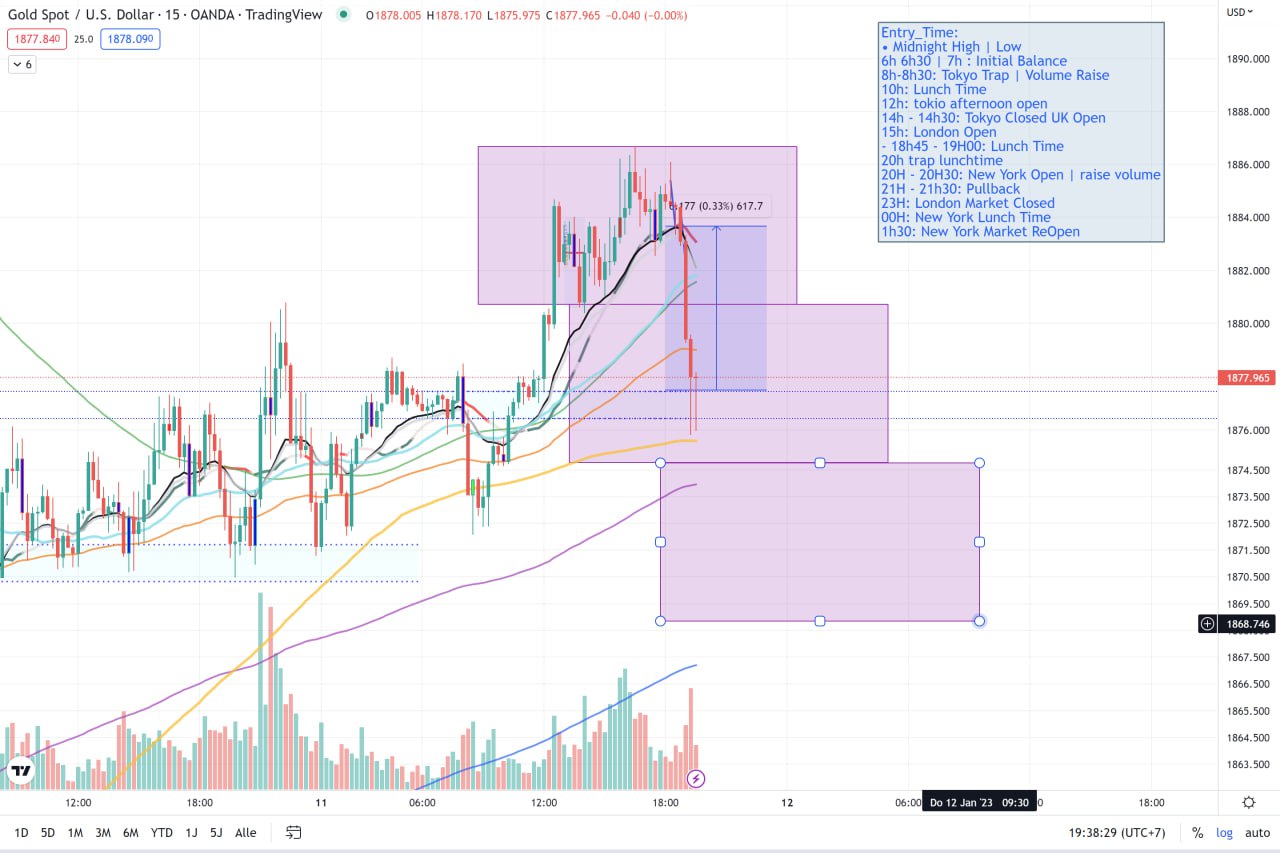 Gold Spot / U.S. Dollar · 15 · OANDA · TradingView O1878.005 H1878.170 L1875.975 C1877.965 −0.040 (−0.00%)
USD
1877.840 25.0 1878.090
6
Entry_Time:
• Midnight High | Low
6h 6h30 | 7h : Initial Balance
8h-8h30: Tokyo Trap | Volume Raise
10h: Lunch Time
12h: tokio afternoon open
14h - 14h30: Tokyo Closed UK Open
15h: London Open
- 18h45 - 19H00: Lunch Time
20h trap lunchtime
20H - 20H30: New York Open | raise volume
21H - 21h30: Pullback
23H: London Market Closed
00H: New York Lunch Time
1h30: New York Market ReOpen
1890.000
1888.000
1886.000
1884.000
1882.000
1880.000
1877.965
1876.000
1874.500
1873.500
1872.500
1871.500
1870.500
1869.500
1868.746
1867.500
1866.500
1865.500
1864.500
1863.500
6.177 (0.33%) 617.7
12:00 18:00 11 06:00 12:00 18:00 12 06:00 Do 12 Jan '23 09:30 18:00
1D 5D 1M 3M 6M YTD 1J 5J Alle 19:38:29 (UTC+7) % log auto